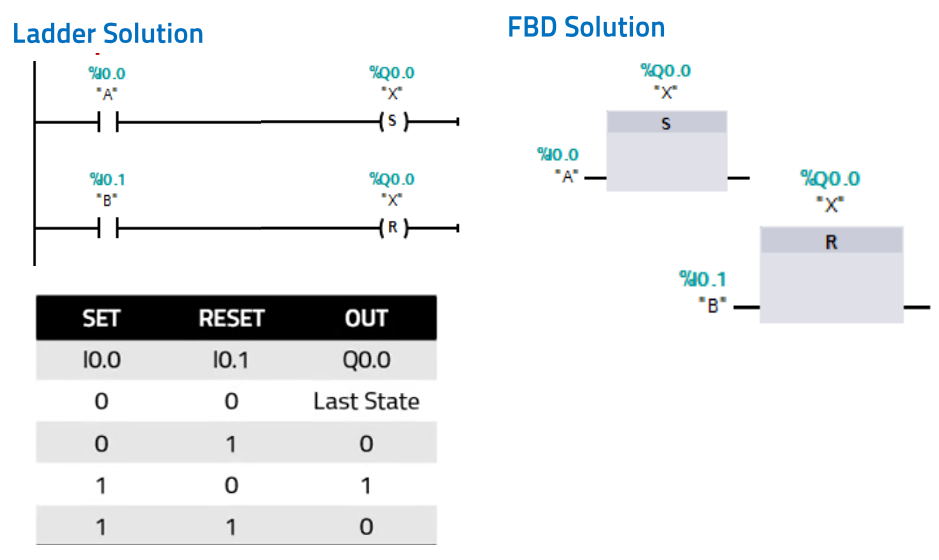 Ladder Solution
%I0.0
"A"
%Q0.0
"X"
( S )
%I0.1
"B"
%Q0.0
"X"
( R )
SET RESET OUT
I0.0 I0.1 Q0.0
0 0 Last State
0 1 0
1 0 1
1 1 0
FBD Solution
%Q0.0
"X"
S
%I0.0
"A"
%Q0.0
"X"
R
%I0.1
"B"